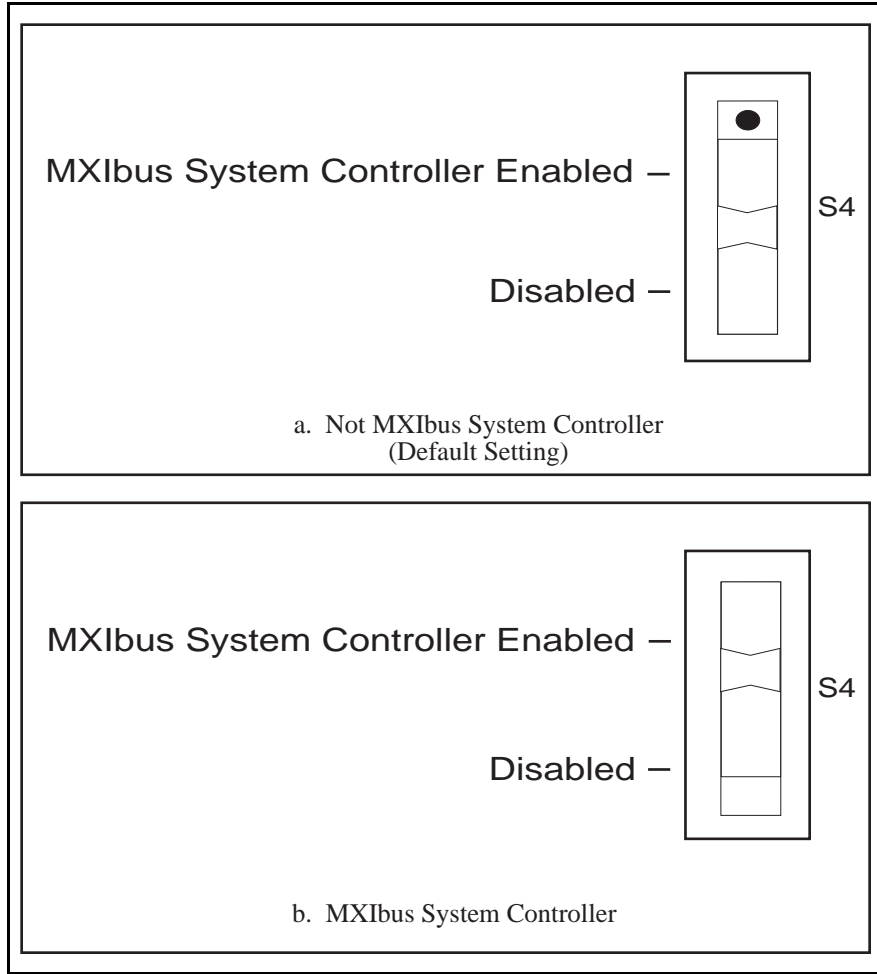 MXIbus System Controller Enabled –
S4
Disabled –
a. Not MXIbus System Controller
(Default Setting)
MXIbus System Controller Enabled –
S4
Disabled –
b. MXIbus System Controller